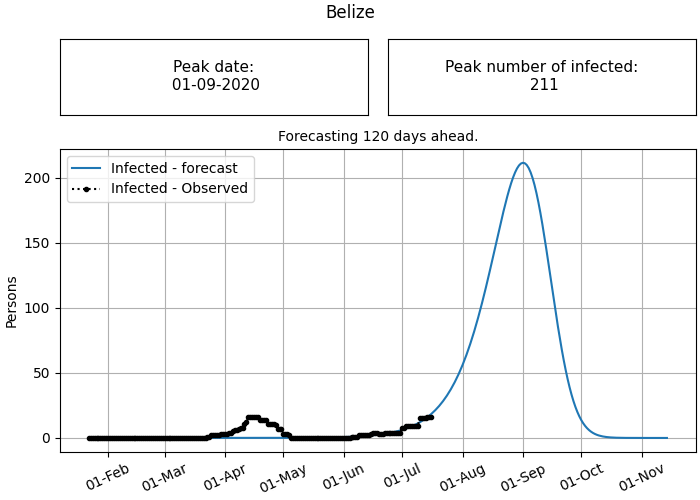 Belize
Peak date:
01-09-2020
Peak number of infected:
211
Forecasting 120 days ahead.
Infected - forecast
Infected - Observed
200
150
100
50
0
Persons
01-Feb
01-Mar
01-Apr
01-May
01-Jun
01-Jul
01-Aug
01-Sep
01-Oct
01-Nov